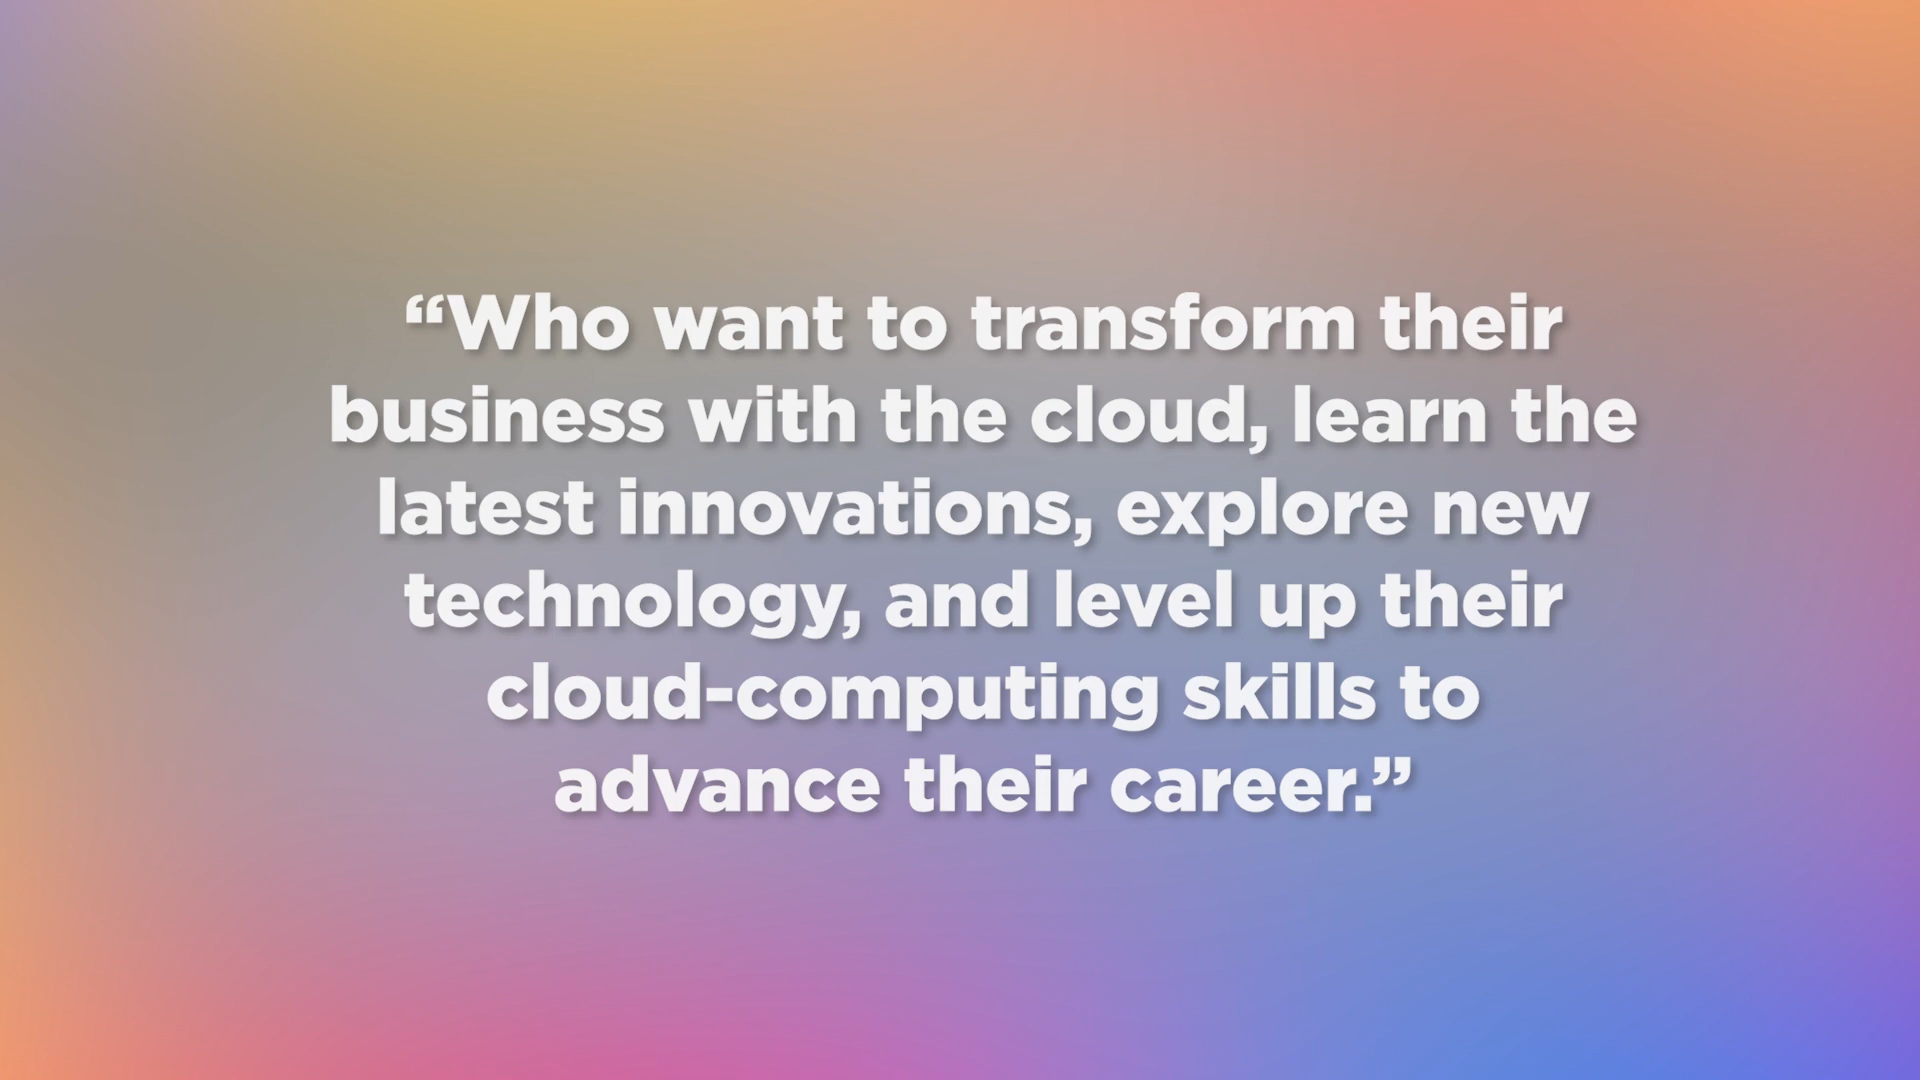 “Who want to transform their
business with the cloud, learn the
latest innovations, explore new
technology, and level up their
cloud-computing skills to
advance their career.”